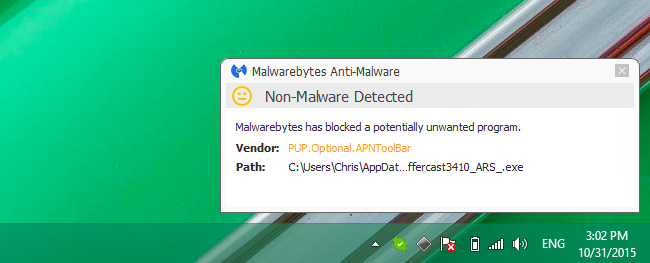 Malwarebytes Anti-Malware
Non-Malware Detected
Malwarebytes has blocked a potentially unwanted program.
Vendor: PUP.Optional.APNToolBar
Path: C:\Users\Chris\AppDat...ffercast3410_ARS_.exe
3:02 PM
ENG
10/31/2015